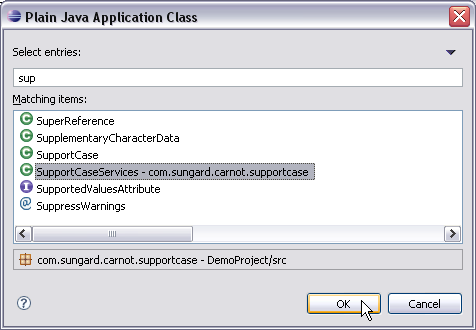 Plain Java Application Class
Select entries:
sup
Matching items:
SuperReference
SupplementaryCharacterData
SupportCase
SupportCaseServices - com.sungard.carnot.supportcase
SupportedValuesAttribute
SuppressWarnings
com.sungard.carnot.supportcase - DemoProject/src
OK
Cancel